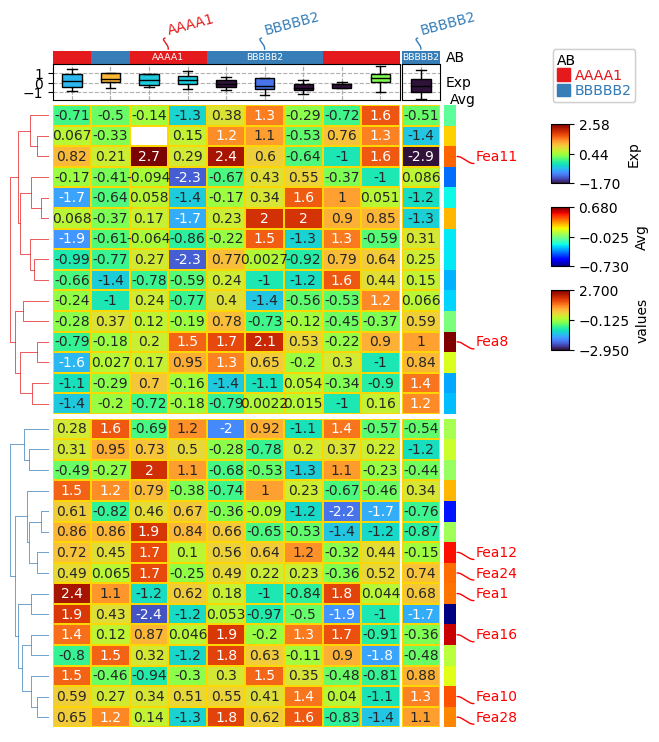 AAAA1 BBBBB2 BBBBB2
AAAA1 BBBBB2 BBBBB2 AB
1 0 −1 Exp
Avg
-0.71 -0.5 -0.14 -1.3 0.38 1.3 -0.29 -0.72 1.6 -0.51
0.067 -0.33 0.15 1.2 1.1 -0.53 0.76 1.3 -1.4
0.82 0.21 2.7 0.29 2.4 0.6 -0.64 -1 1.6 -2.9 Fea11
-0.17 -0.41 -0.094 -2.3 -0.67 0.43 0.55 -0.37 -1 0.086
-1.7 -0.64 0.058 -1.4 -0.17 0.34 1.6 1 0.051 -1.2
0.068 -0.37 0.17 -1.7 0.23 2 2 0.9 0.85 -1.3
-1.9 -0.61 -0.064 -0.86 -0.22 1.5 -1.3 1.3 -0.59 0.31
-0.99 -0.77 0.27 -2.3 0.77 0.0027 -0.92 0.79 0.64 0.25
-0.66 -1.4 -0.78 -0.59 0.24 -1 -1.2 1.6 0.44 0.15
-0.24 -1 0.24 -0.77 0.4 -1.4 -0.56 -0.53 1.2 0.066
-0.28 0.37 0.12 -0.19 0.78 -0.73 -0.12 -0.45 -0.37 0.59
-0.79 -0.18 0.2 1.5 1.7 2.1 0.53 -0.22 0.9 1 Fea8
-1.6 0.027 0.17 0.95 1.3 0.65 -0.2 0.3 -1 0.84
-1.1 -0.29 0.7 -0.16 -1.4 -1.1 0.054 -0.34 -0.9 1.4
-1.4 -0.2 -0.72 -0.18 -0.79 0.0022 0.015 -1 0.16 1.2
0.28 1.6 -0.69 1.2 -2 0.92 -1.1 1.4 -0.57 -0.54
0.31 0.95 0.73 0.5 -0.28 -0.78 0.2 0.37 0.22 -1.2
-0.49 -0.27 2 1.1 -0.68 -0.53 -1.3 1.1 -0.23 -0.44
1.5 1.2 0.79 -0.38 -0.74 1 0.23 -0.67 -0.46 0.34
0.61 -0.82 0.46 0.67 -0.36 -0.09 -1.2 -2.2 -1.7 -0.76
0.86 0.86 1.9 0.84 0.66 -0.65 -0.53 -1.4 -1.2 -0.87
0.72 0.45 1.7 0.1 0.56 0.64 1.2 -0.32 0.44 -0.15 Fea12
0.49 0.065 1.7 -0.25 0.49 0.22 0.23 -0.36 0.52 0.74 Fea24
2.4 1.1 -1.2 0.62 0.18 -1 -0.84 1.8 0.044 0.68 Fea1
1.9 0.43 -2.4 -1.2 0.053 -0.97 -0.5 -1.9 -1 -1.7
1.4 0.12 0.87 0.046 1.9 -0.2 1.3 1.7 -0.91 -0.36 Fea16
-0.8 1.5 0.32 -1.2 1.8 0.63 -0.11 0.9 -1.8 -0.48
1.5 -0.46 -0.94 -0.3 0.3 1.5 0.35 -0.48 -0.81 0.88
0.59 0.27 0.34 0.51 0.55 0.41 1.4 0.04 -1.1 1.3 Fea10
0.65 1.2 0.14 -1.3 1.8 0.62 1.6 -0.83 -1.4 1.1 Fea28
AB
AAAA1
BBBBB2
2.58
0.44
−1.70
Exp
0.680
−0.025
−0.730
Avg
2.700
−0.125
−2.950
values